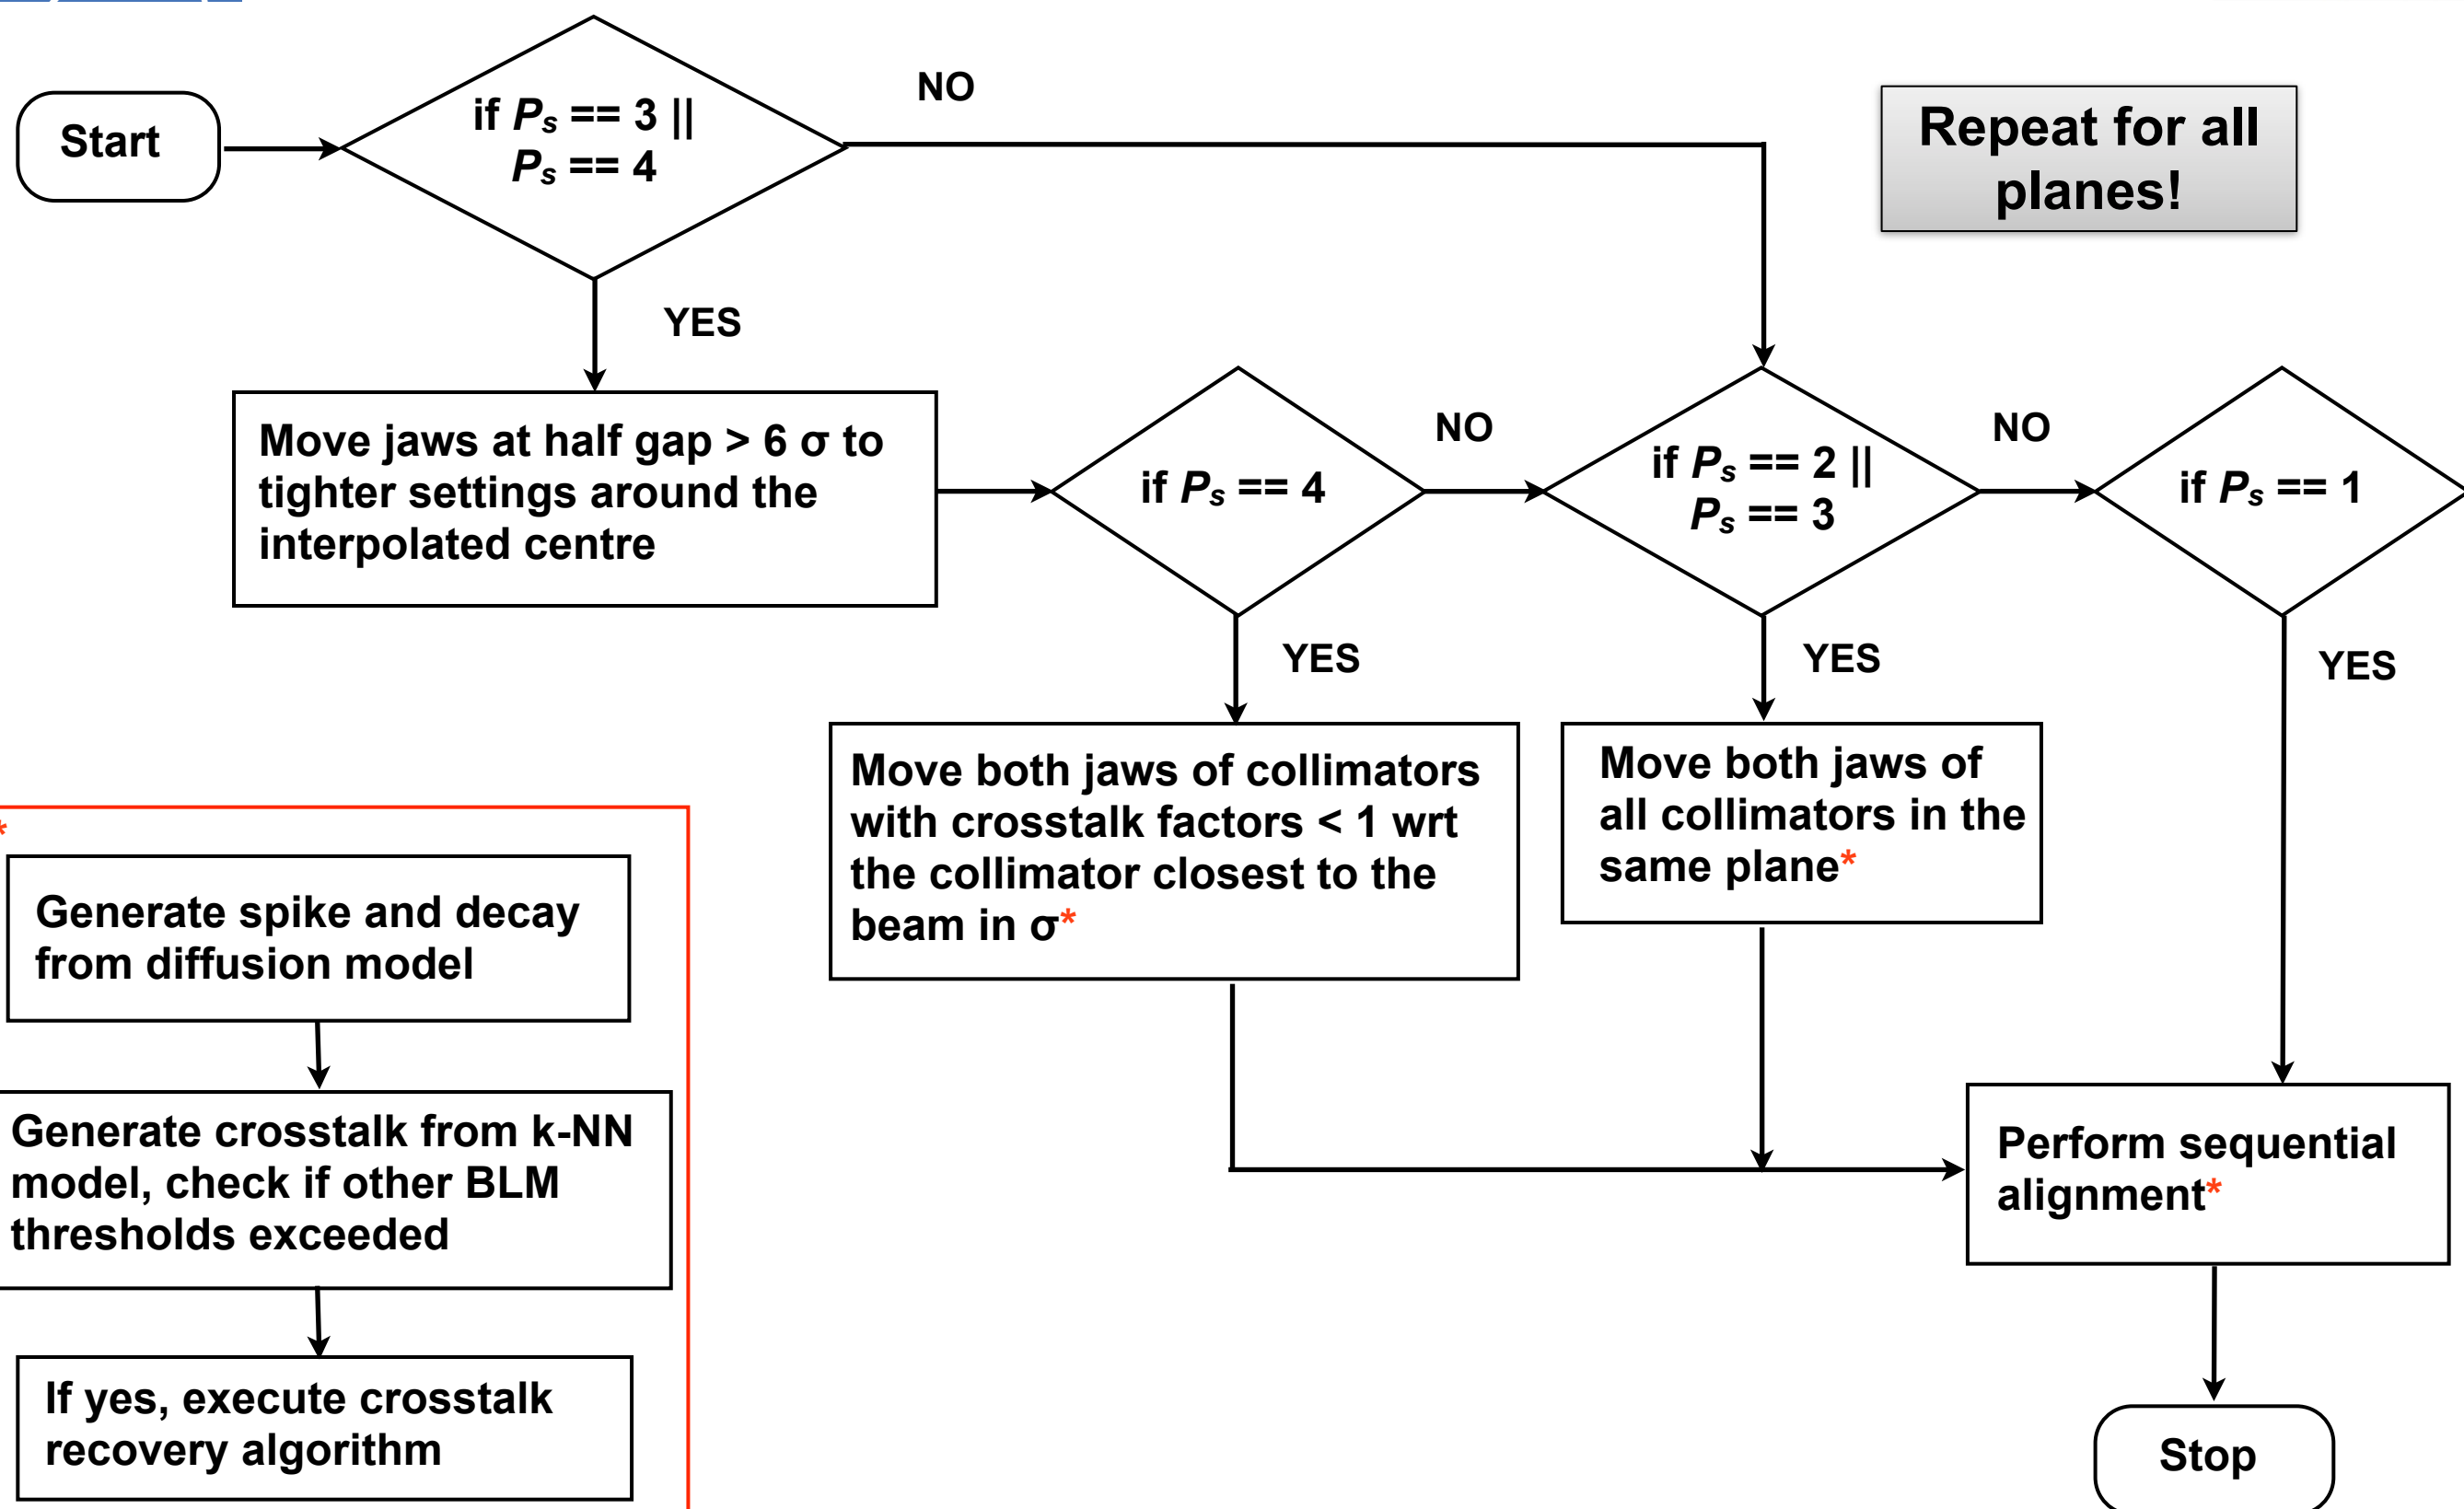 Start
if Ps == 3 ||
Ps == 4
NO
Repeat for all
planes!
YES
Move jaws at half gap > 6 σ to
tighter settings around the
interpolated centre
if Ps == 4
NO
if Ps == 2 ||
Ps == 3
NO
if Ps == 1
YES
YES
YES
Move both jaws of collimators
with crosstalk factors < 1 wrt
the collimator closest to the
beam in σ*
Move both jaws of
all collimators in the
same plane*
*
Generate spike and decay
from diffusion model
Generate crosstalk from k-NN
model, check if other BLM
thresholds exceeded
If yes, execute crosstalk
recovery algorithm
Perform sequential
alignment*
Stop